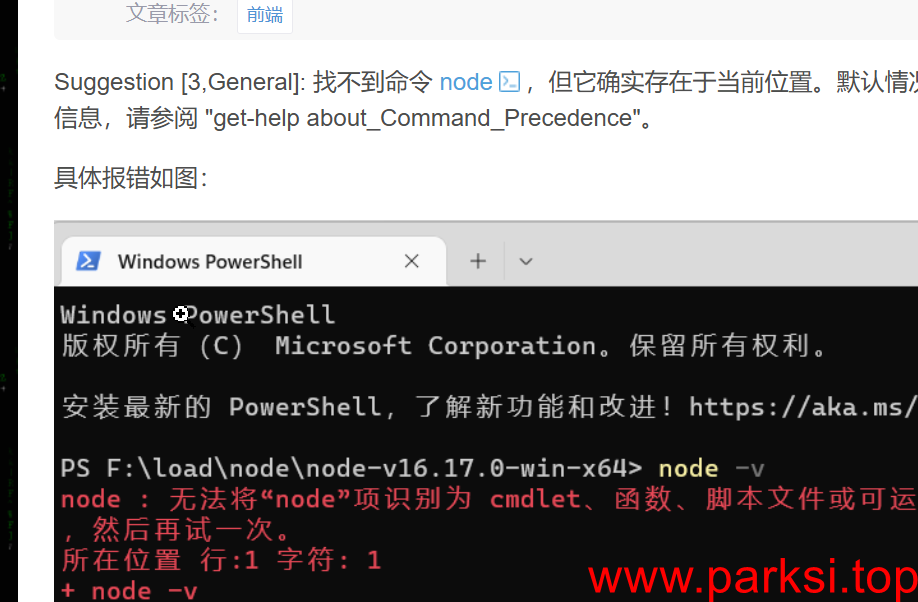 文章标签： 前端
Suggestion [3,General]: 找不到命令 node ，但它确实存在于当前位置。默认情况
信息，请参阅 "get-help about_Command_Precedence"。
具体报错如图：
Windows PowerShell
Windows PowerShell
版权所有 (C) Microsoft Corporation。保留所有权利。
安装最新的 PowerShell，了解新功能和改进！https://aka.ms/
PS F:\load\node\node-v16.17.0-win-x64> node -v
node : 无法将“node”项识别为 cmdlet、函数、脚本文件或可运
，然后再试一次。
所在位置 行:1 字符: 1
+ node -v
www.parksi.top